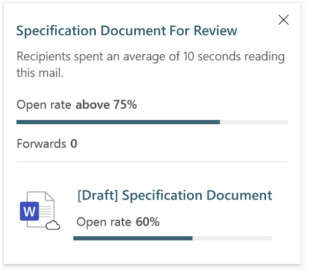 Specification Document For Review
Recipients spent an average of 10 seconds reading
this mail.
Open rate above 75%
Forwards 0
[Draft] Specification Document
W
Open rate 60%